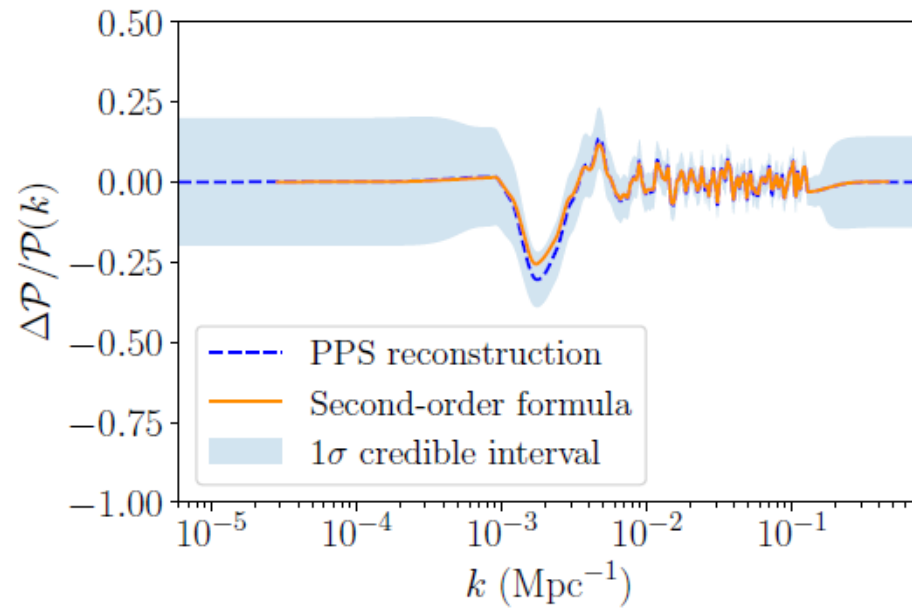 0.50
0.25
0.00
−0.25
−0.50
−0.75
−1.00
ΔP/P(k)
PPS reconstruction
Second-order formula
1σ credible interval
10⁻⁵ 10⁻⁴ 10⁻³ 10⁻² 10⁻¹
k (Mpc⁻¹)